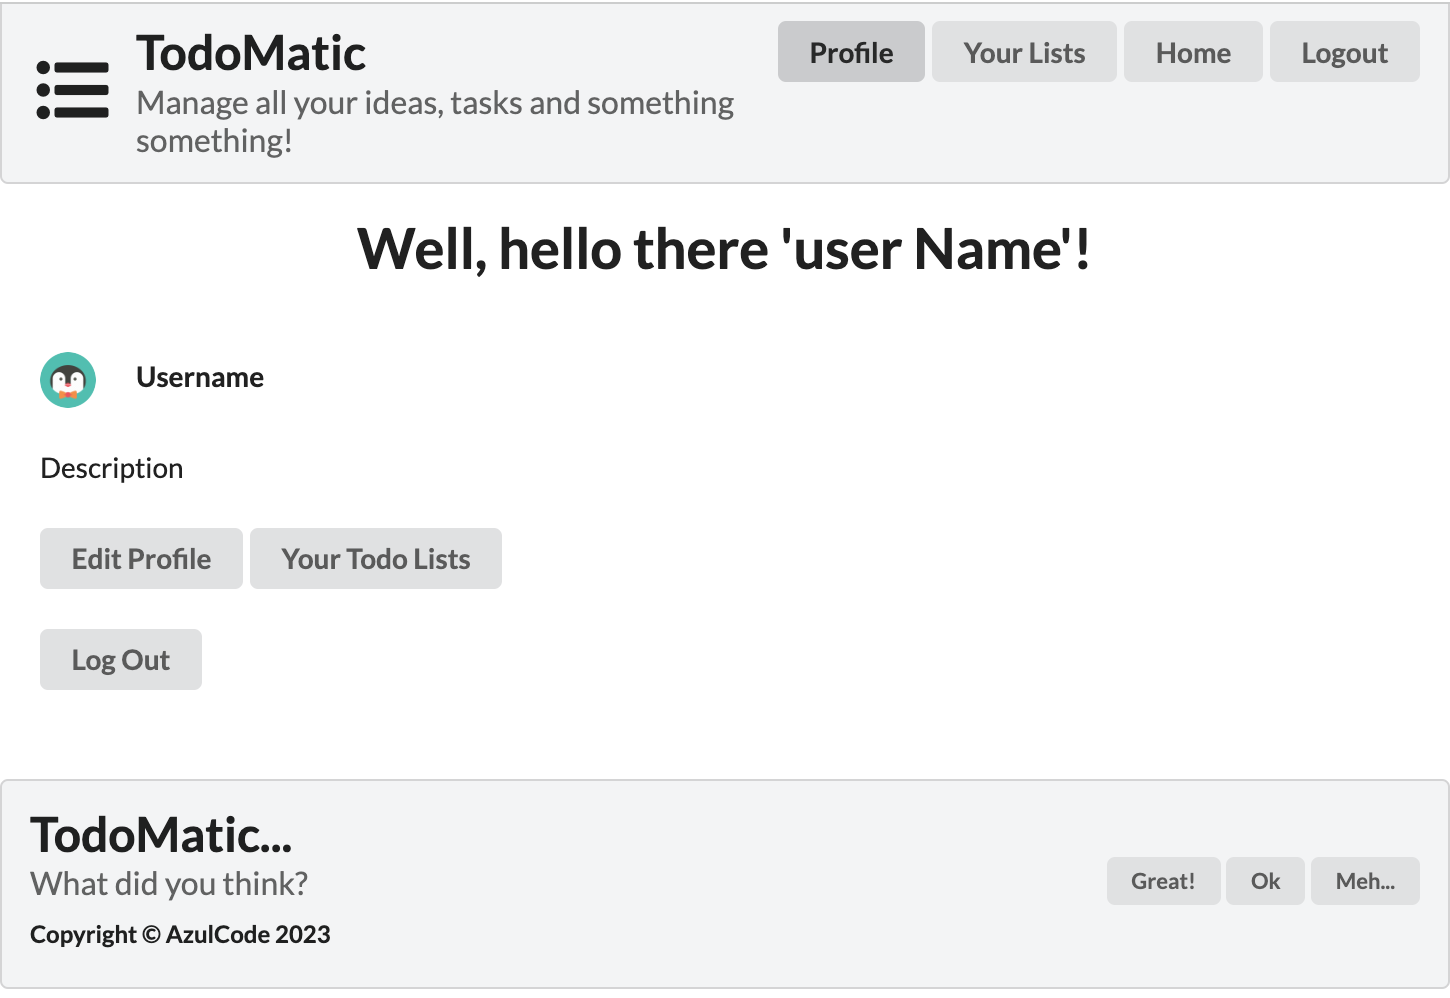 TodoMatic
Manage all your ideas, tasks and something
something!
Profile
Your Lists
Home
Logout
Well, hello there 'user Name'!
Username
Description
Edit Profile
Your Todo Lists
Log Out
TodoMatic...
What did you think?
Copyright © AzulCode 2023
Great!
Ok
Meh...